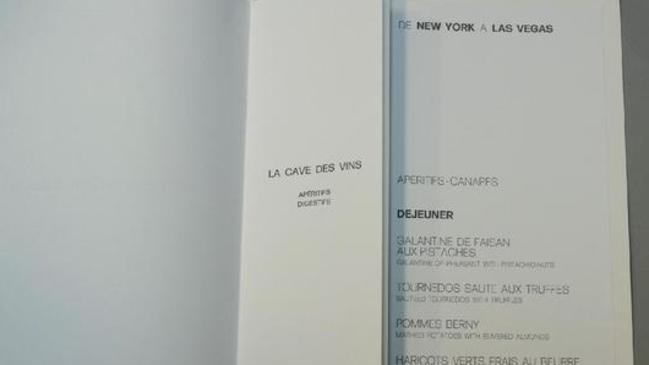 LA CAVE DES VINS
APÉRITIFS
DIGESTIFS
DE NEW YORK A LAS VEGAS
APERITIFS-CANAPES
DEJEUNER
GALANTINE DE FAISAN
AUX PISTACHES
GALANTINE OF PHEASANT WITH PISTACHIO NUTS
TOURNEDOS SAUTE AUX TRUFFES
SAUTEED TOURNEDOS WITH TRUFFLES
POMMES BERNY
MASHED POTATOES WITH SLIVERED ALMONDS
HARICOTS VERTS FRAIS AU BEURRE